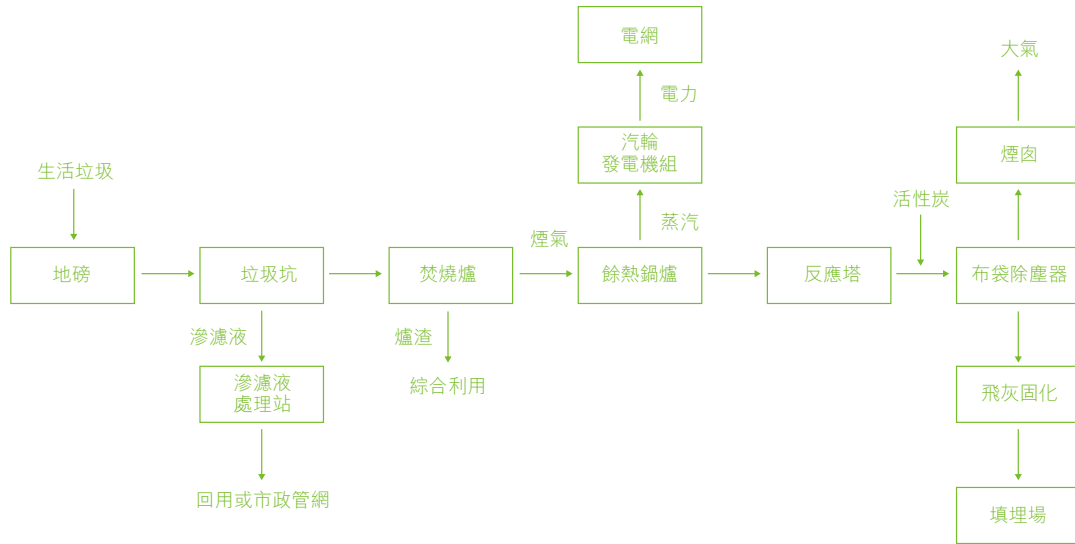 電網
大氣
電力
汽輪
發電機組
煙囪
生活垃圾
活性炭
蒸汽
煙氣
地磅
垃圾坑
焚燒爐
餘熱鍋爐
反應塔
布袋除塵器
滲濾液
爐渣
滲濾液
處理站
綜合利用
飛灰固化
回用或市政管網
填埋場